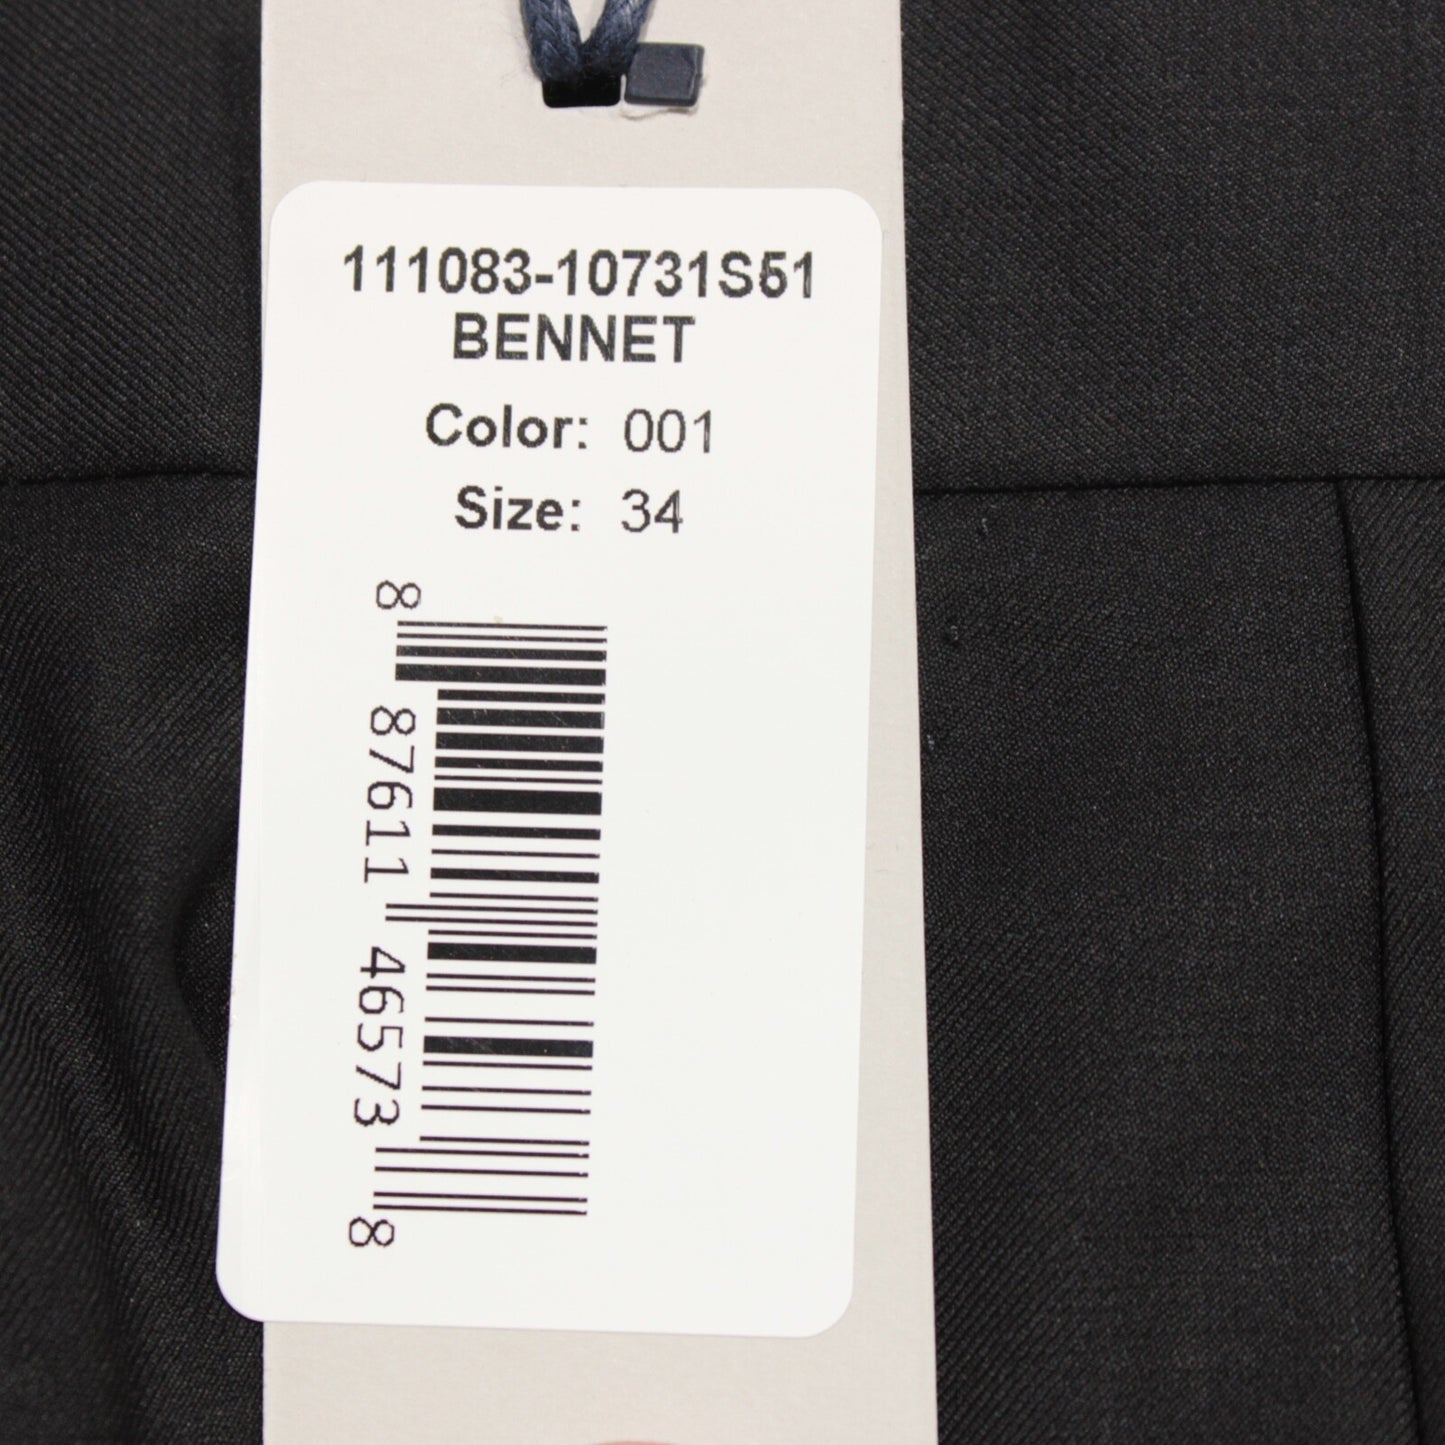 111083-10731S51
BENNET
Color: 001
Size: 34
8 87611 46573 8